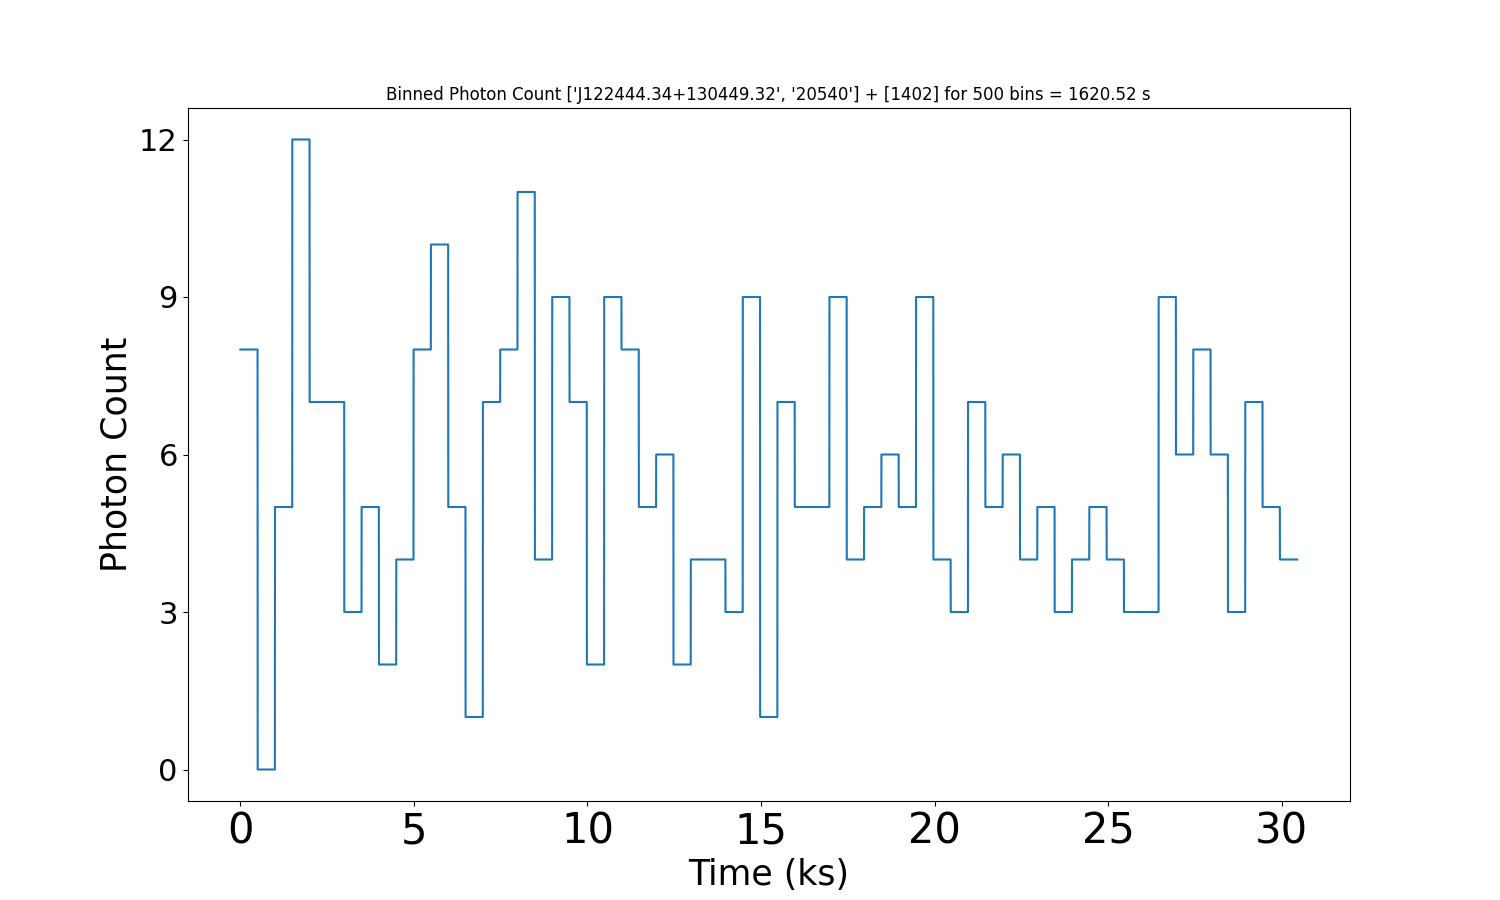 Binned Photon Count ['J122444.34+130449.32', '20540'] + [1402] for 500 bins = 1620.52 s
12
9
6
3
0
Photon Count
0 5 10 15 20 25 30
Time (ks)